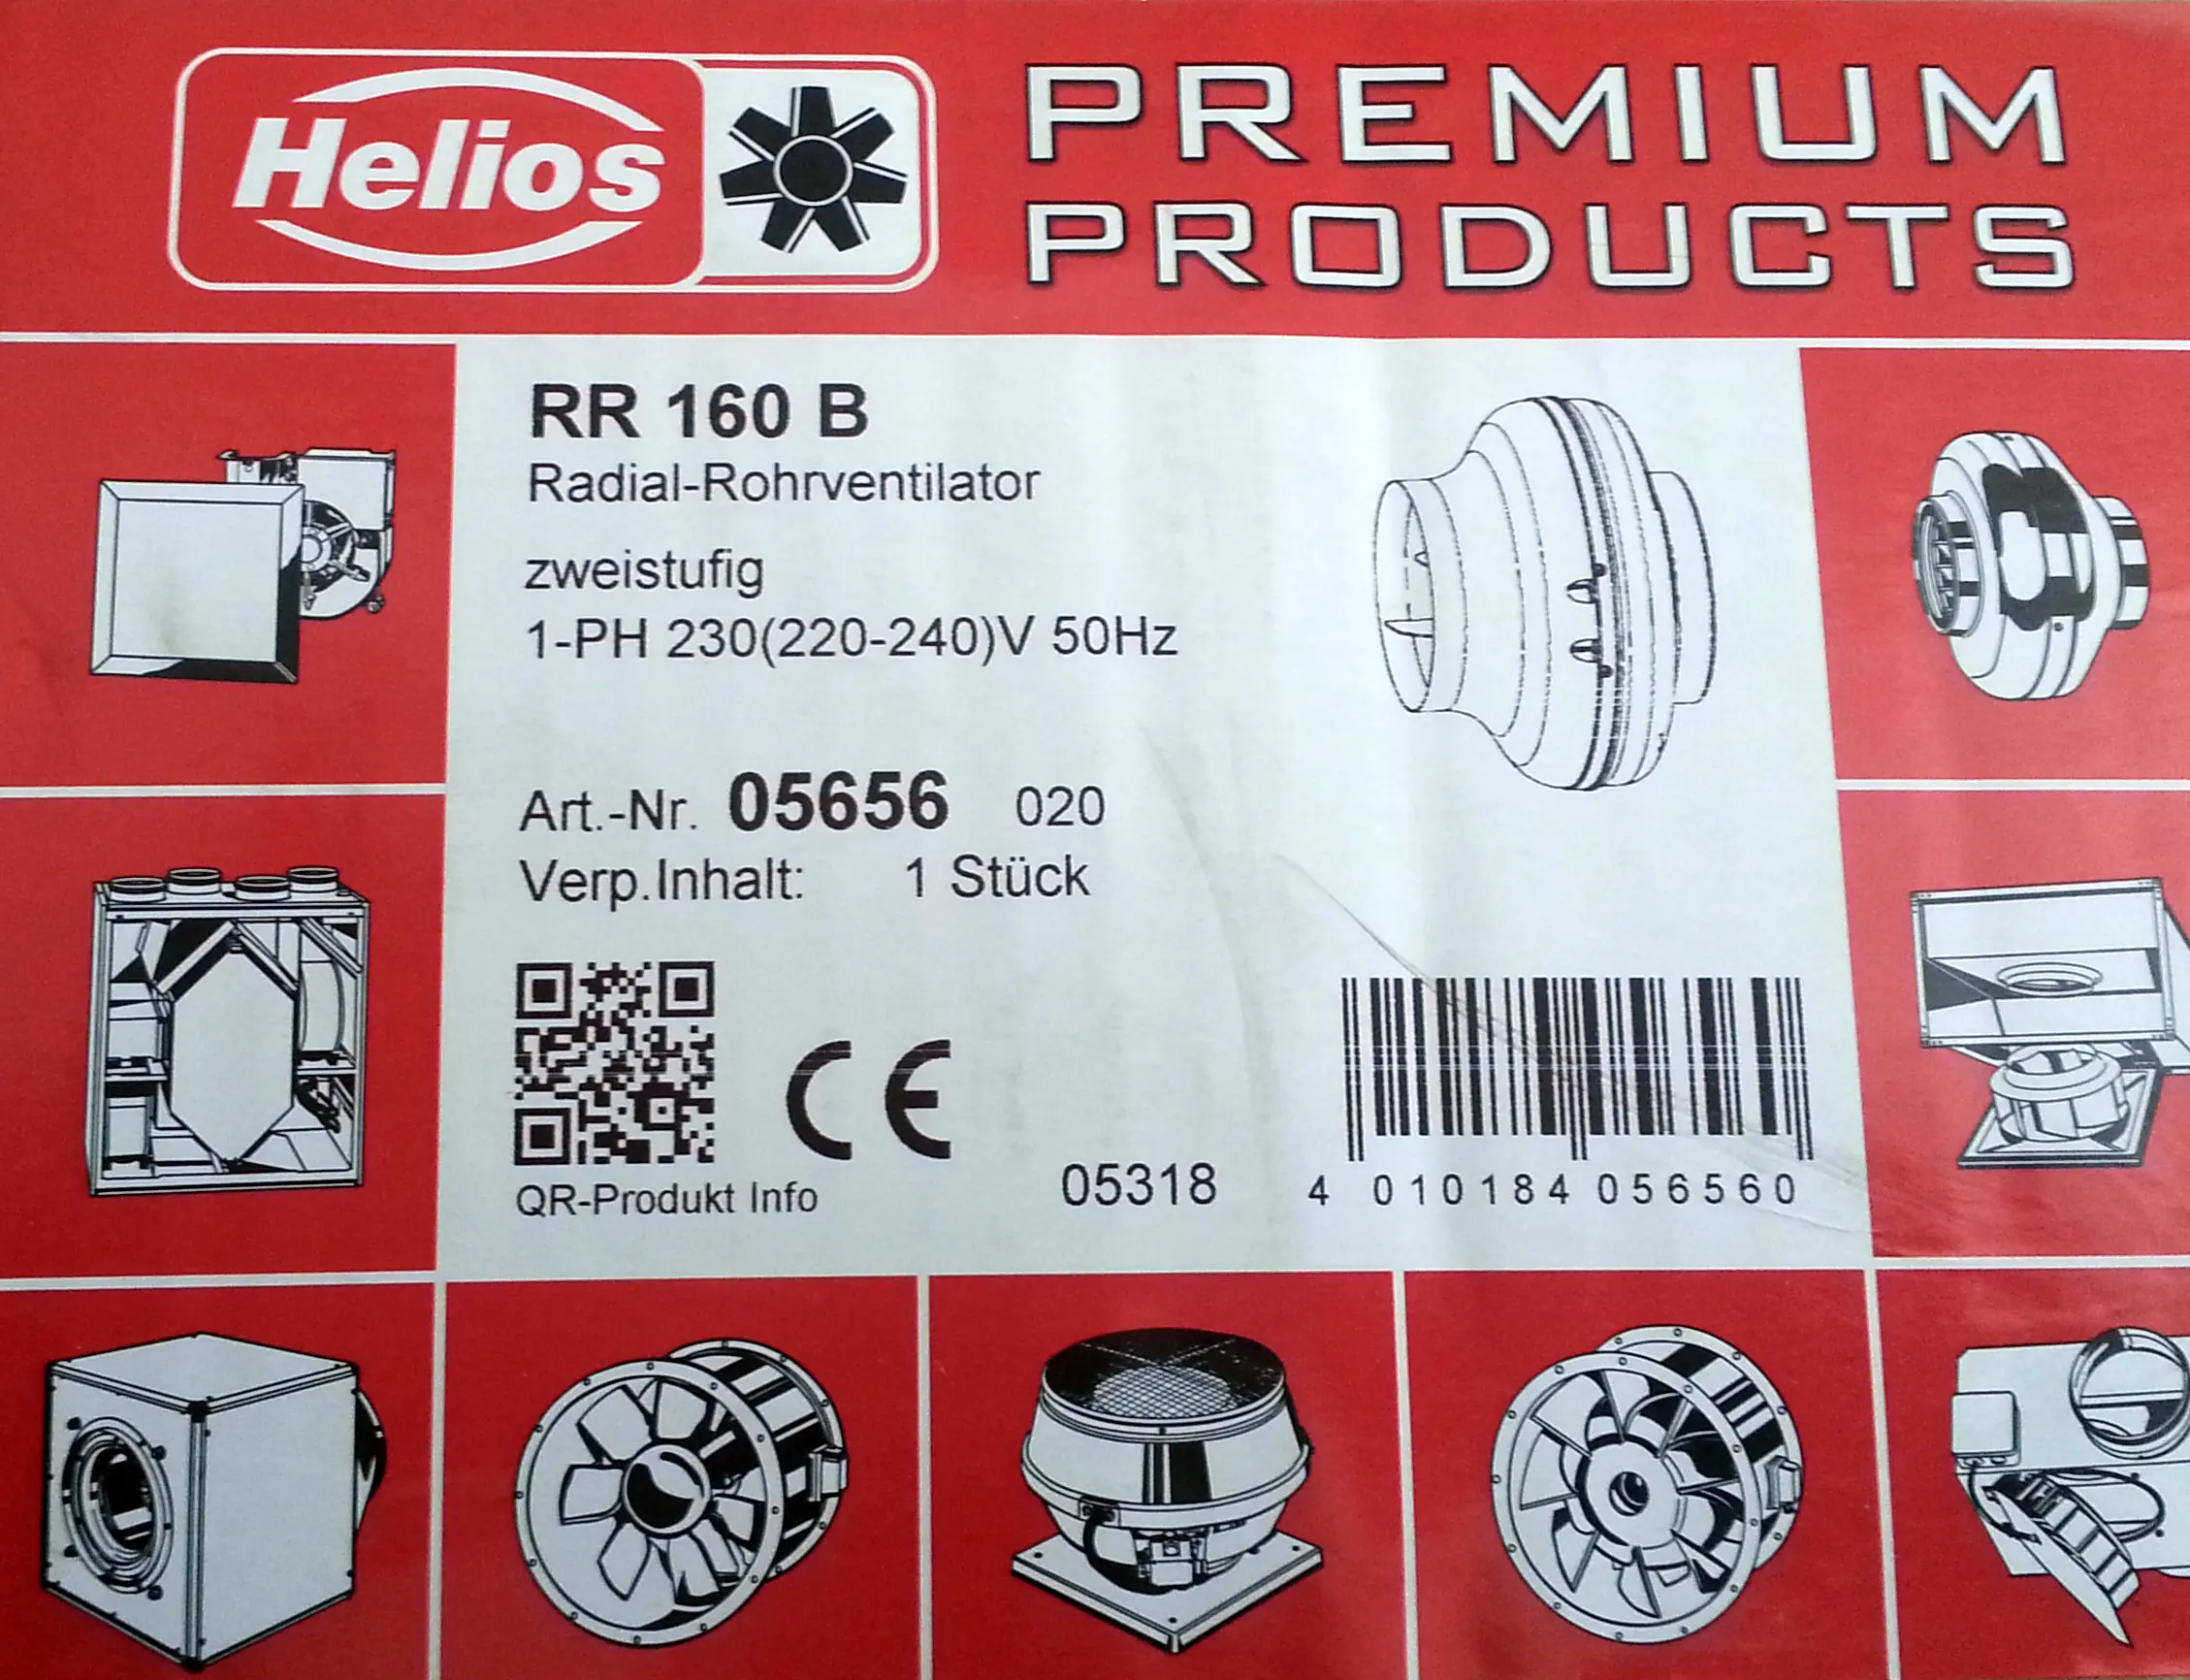 Helios
PREMIUM
PRODUCTS
RR 160 B
Radial-Rohrventilator
zweistufig
1-PH 230(220-240)V 50Hz
Art.-Nr. 05656 020
Verp.Inhalt: 1 Stück
CE
QR-Produkt Info
05318
4 010184 056560